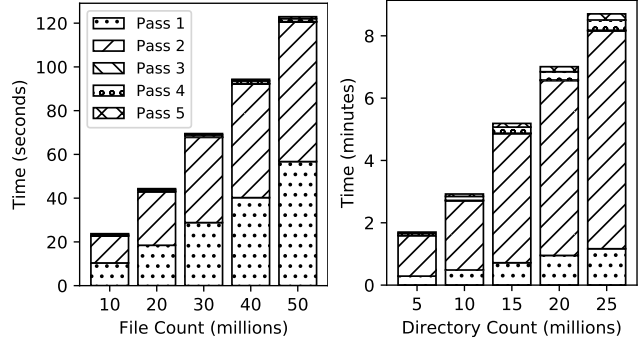 Time (seconds)
120
100
80
60
40
20
0
Pass 1
Pass 2
Pass 3
Pass 4
Pass 5
10 20 30 40 50
File Count (millions)
Time (minutes)
8
6
4
2
0
5 10 15 20 25
Directory Count (millions)